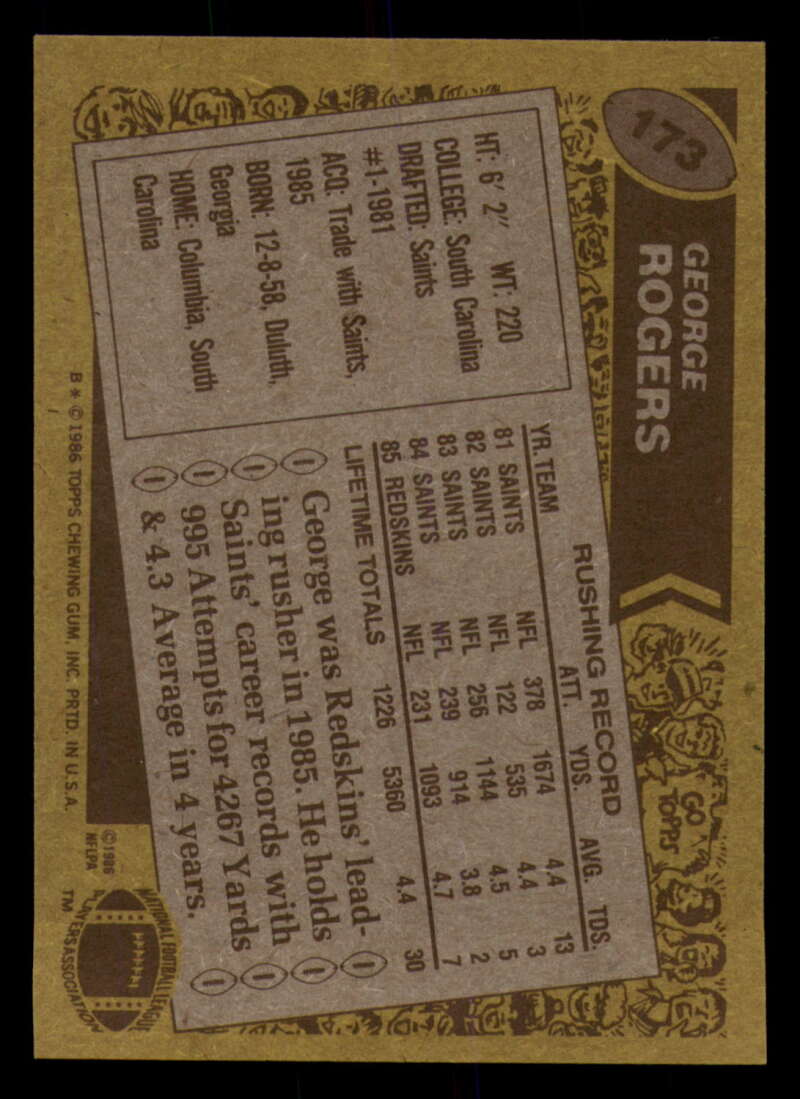 173
GEORGE
ROGERS
HT: 6' 2" WT: 220
COLLEGE: South Carolina
DRAFTED: Saints
#1-1981
ACQ: Trade with Saints,
1985
BORN: 12-8-58, Duluth,
Georgia
HOME: Columbia, South
Carolina
RUSHING RECORD
YR. TEAM ATT. YDS. AVG. TDS.
81 SAINTS NFL 378 1674 4.4 13
82 SAINTS NFL 122 535 4.4 3
83 SAINTS NFL 256 1144 4.5 5
84 SAINTS NFL 239 914 3.8 2
85 REDSKINS NFL 231 1093 4.7 7
LIFETIME TOTALS 1226 5360 4.4 30
George was Redskins' lead-
ing rusher in 1985. He holds
Saints' career records with
995 Attempts for 4267 Yards
& 4.3 Average in 4 years.
GO
TOPPS
B * © 1986 TOPPS CHEWING GUM, INC. PRTD. IN U.S.A.
© 1986
NFLPA
NATIONAL FOOTBALL LEAGUE
PLAYERS ASSOCIATION
TM